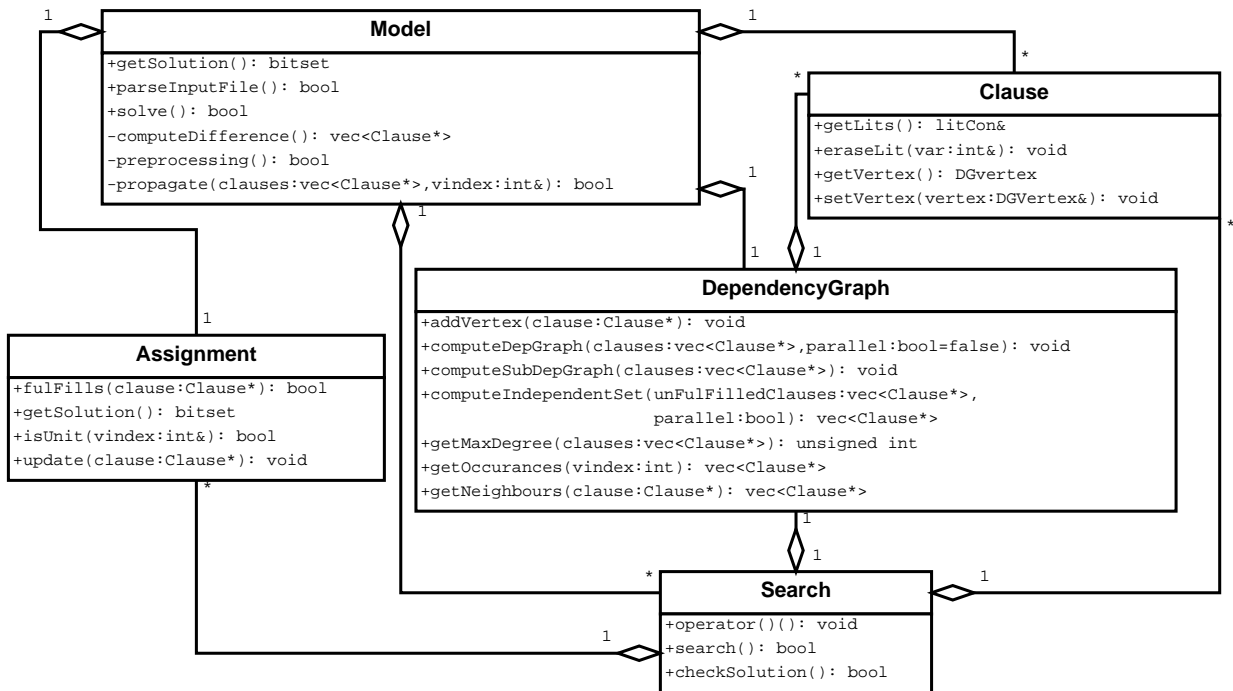 1
1
Model
+getSolution(): bitset
+parseInputFile(): bool
+solve(): bool
-computeDifference(): vec<Clause*>
-preprocessing(): bool
-propagate(clauses:vec<Clause*>,vindex:int&): bool
*
*
Clause
+getLits(): litCon&
+eraseLit(var:int&): void
+getVertex(): DGvertex
+setVertex(vertex:DGVertex&): void
1
1
*
1
1
DependencyGraph
+addVertex(clause:Clause*): void
+computeDepGraph(clauses:vec<Clause*>,parallel:bool=false): void
+computeSubDepGraph(clauses:vec<Clause*>): void
+computeIndependentSet(unFulFilledClauses:vec<Clause*>,
parallel:bool): vec<Clause*>
+getMaxDegree(clauses:vec<Clause*>): unsigned int
+getOccurances(vindex:int): vec<Clause*>
+getNeighbours(clause:Clause*): vec<Clause*>
1
Assignment
+fulFills(clause:Clause*): bool
+getSolution(): bitset
+isUnit(vindex:int&): bool
+update(clause:Clause*): void
*
1
1
*
1
Search
+operator()(): void
+search(): bool
+checkSolution(): bool
1